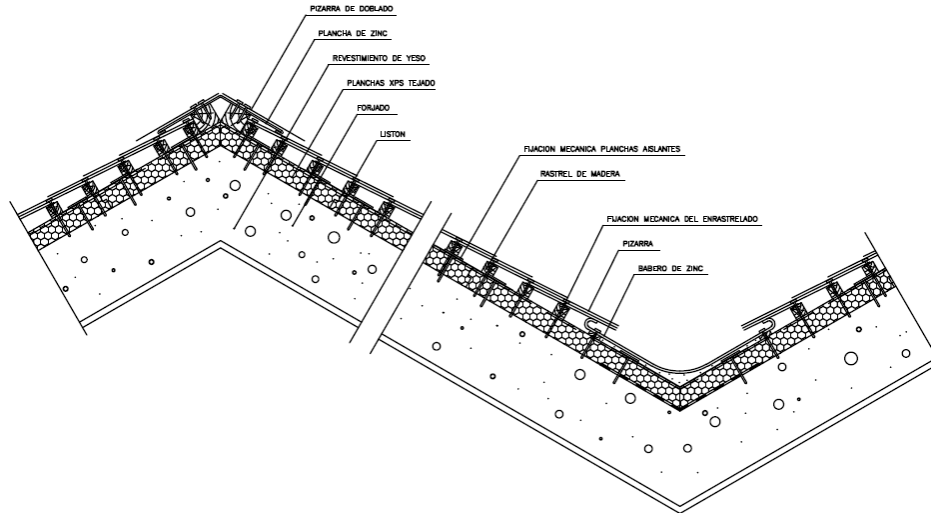 PIZARRA DE DOBLADO
PLANCHA DE ZINC
REVESTIMIENTO DE YESO
PLANCHAS XPS TEJADO
FORJADO
LISTON
FIJACION MECANICA PLANCHAS AISLANTES
RASTREL DE MADERA
FIJACION MECANICA DEL ENRASTRELADO
PIZARRA
BABERO DE ZINC